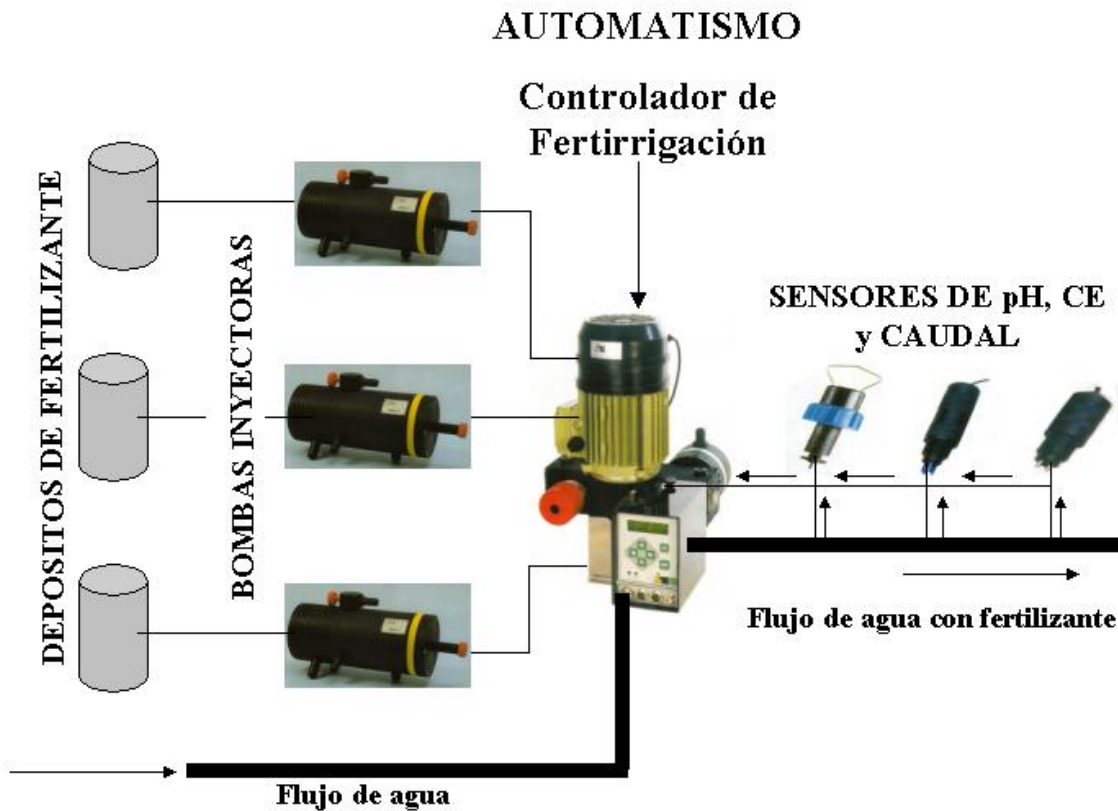 AUTOMATISMO
Controlador de
Fertirrigación
DEPOSITOS DE FERTILIZANTE
BOMBAS INYECTORAS
SENSORES DE pH, CE
y CAUDAL
Flujo de agua con fertilizante
Flujo de agua